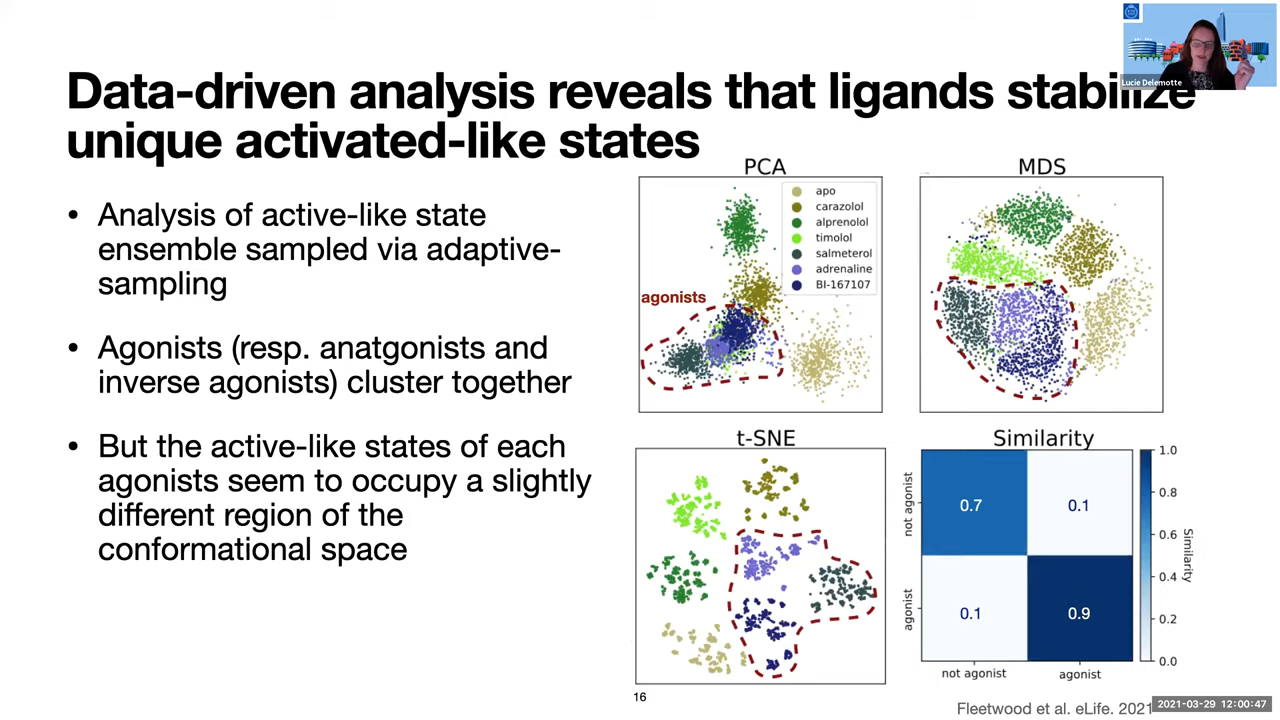 Lucie Delemotte
Data-driven analysis reveals that ligands stabilize
unique activated-like states
• Analysis of active-like state
ensemble sampled via adaptive-
sampling
• Agonists (resp. anatgonists and
inverse agonists) cluster together
• But the active-like states of each
agonists seem to occupy a slightly
different region of the
conformational space
PCA
apo
carazolol
alprenolol
timolol
salmeterol
adrenaline
BI-167107
agonists
MDS
t-SNE
Similarity
not agonist
agonist
0.7
0.1
0.1
0.9
not agonist
agonist
1.0
0.8
0.6
0.4
0.2
0.0
Similarity
16
Fleetwood et al. eLife. 2021
2021-03-29 12:00:47